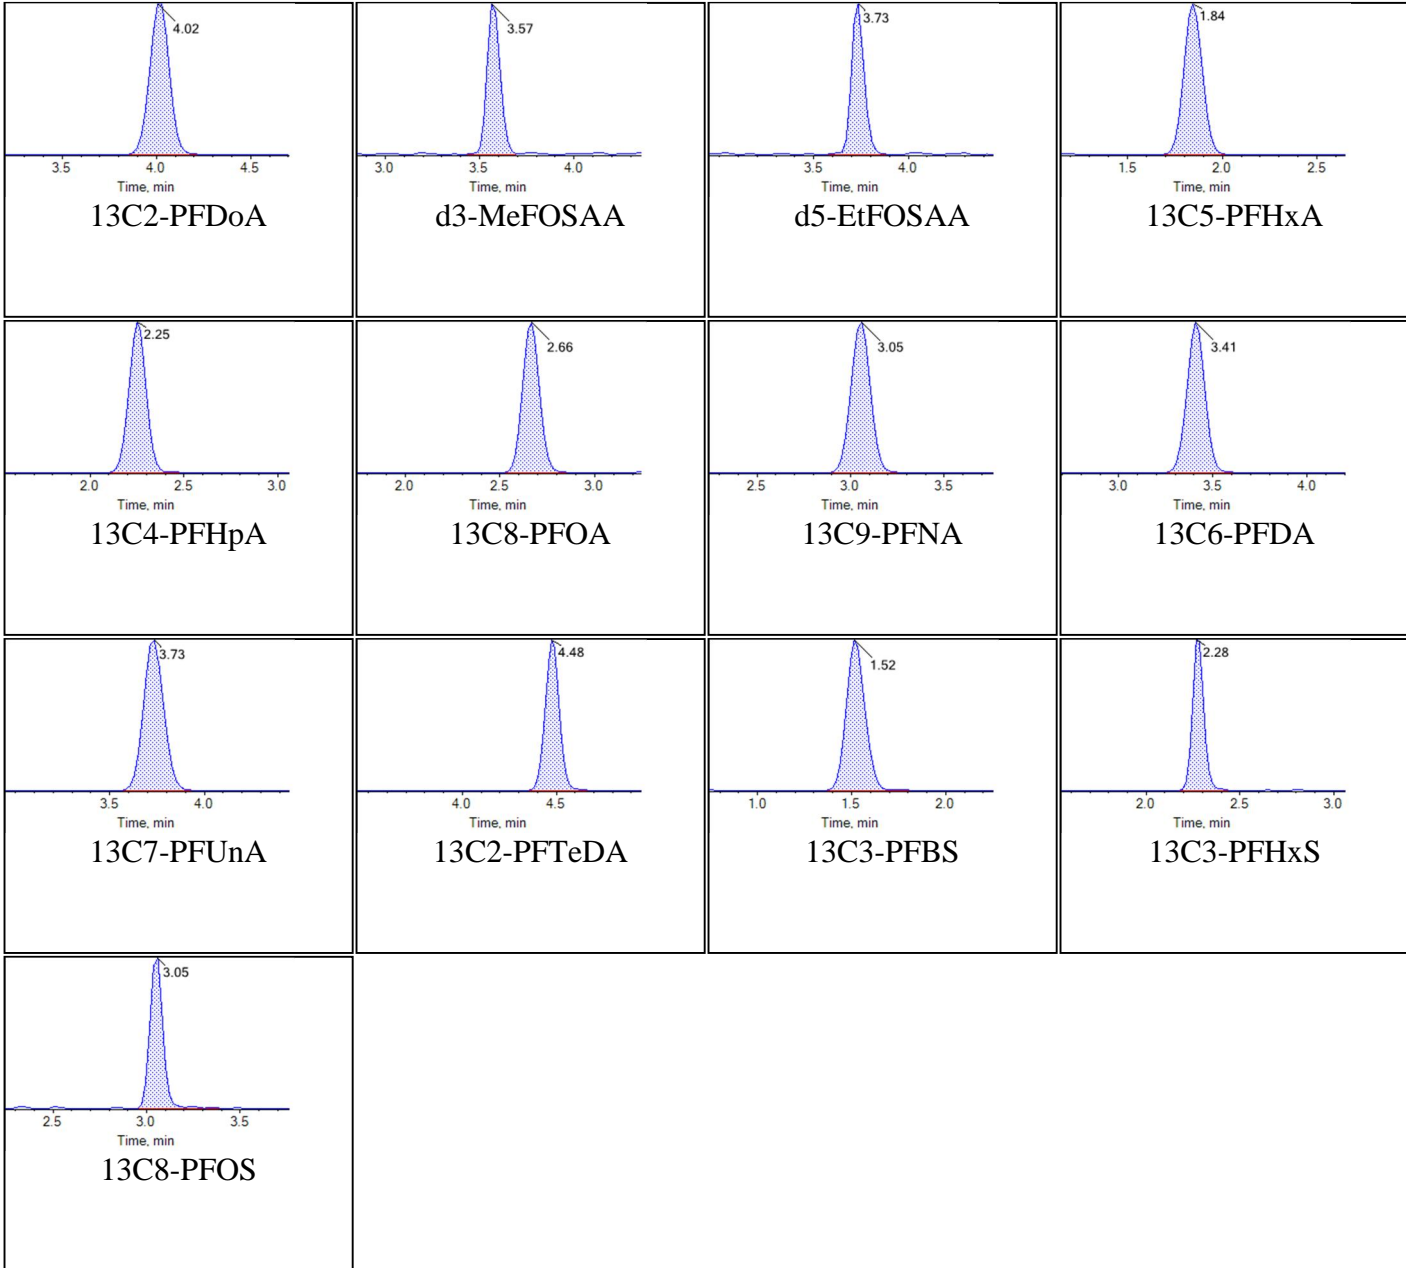 4.02
3.5 4.0 4.5
Time, min
13C2-PFDoA
3.57
3.0 3.5 4.0
Time, min
d3-MeFOSAA
3.73
3.5 4.0
Time, min
d5-EtFOSAA
1.84
1.5 2.0 2.5
Time, min
13C5-PFHxA
2.25
2.0 2.5 3.0
Time, min
13C4-PFHpA
2.66
2.0 2.5 3.0
Time, min
13C8-PFOA
3.05
2.5 3.0 3.5
Time, min
13C9-PFNA
3.41
3.0 3.5 4.0
Time, min
13C6-PFDA
3.73
3.5 4.0
Time, min
13C7-PFUnA
4.48
4.0 4.5
Time, min
13C2-PFTeDA
1.52
1.0 1.5 2.0
Time, min
13C3-PFBS
2.28
2.0 2.5 3.0
Time, min
13C3-PFHxS
3.05
2.5 3.0 3.5
Time, min
13C8-PFOS